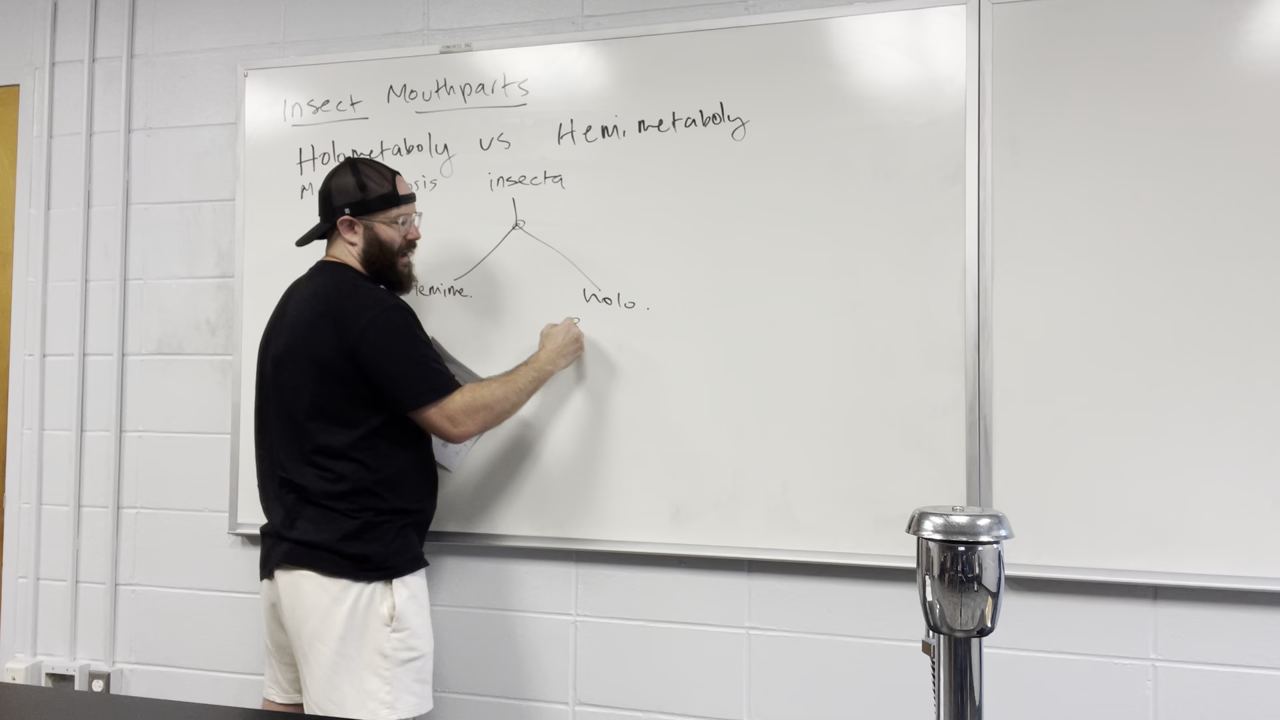 Insect Mouthparts
Holometaboly vs Hemimetaboly
insecta
Hemime. holo.